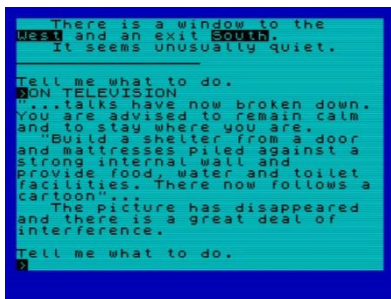 There is a window to the
West and an exit South.
It seems unusually quiet.
Tell me what to do.
>ON TELEVISION
"...talks have now broken down.
You are advised to remain calm
and to stay where you are.
"Build a shelter from a door
and mattresses piled against a
strong internal wall and
provide food, water and toilet
facilities. There now follows a
cartoon"...
The picture has disappeared
and there is a great deal of
interference.
Tell me what to do.
>